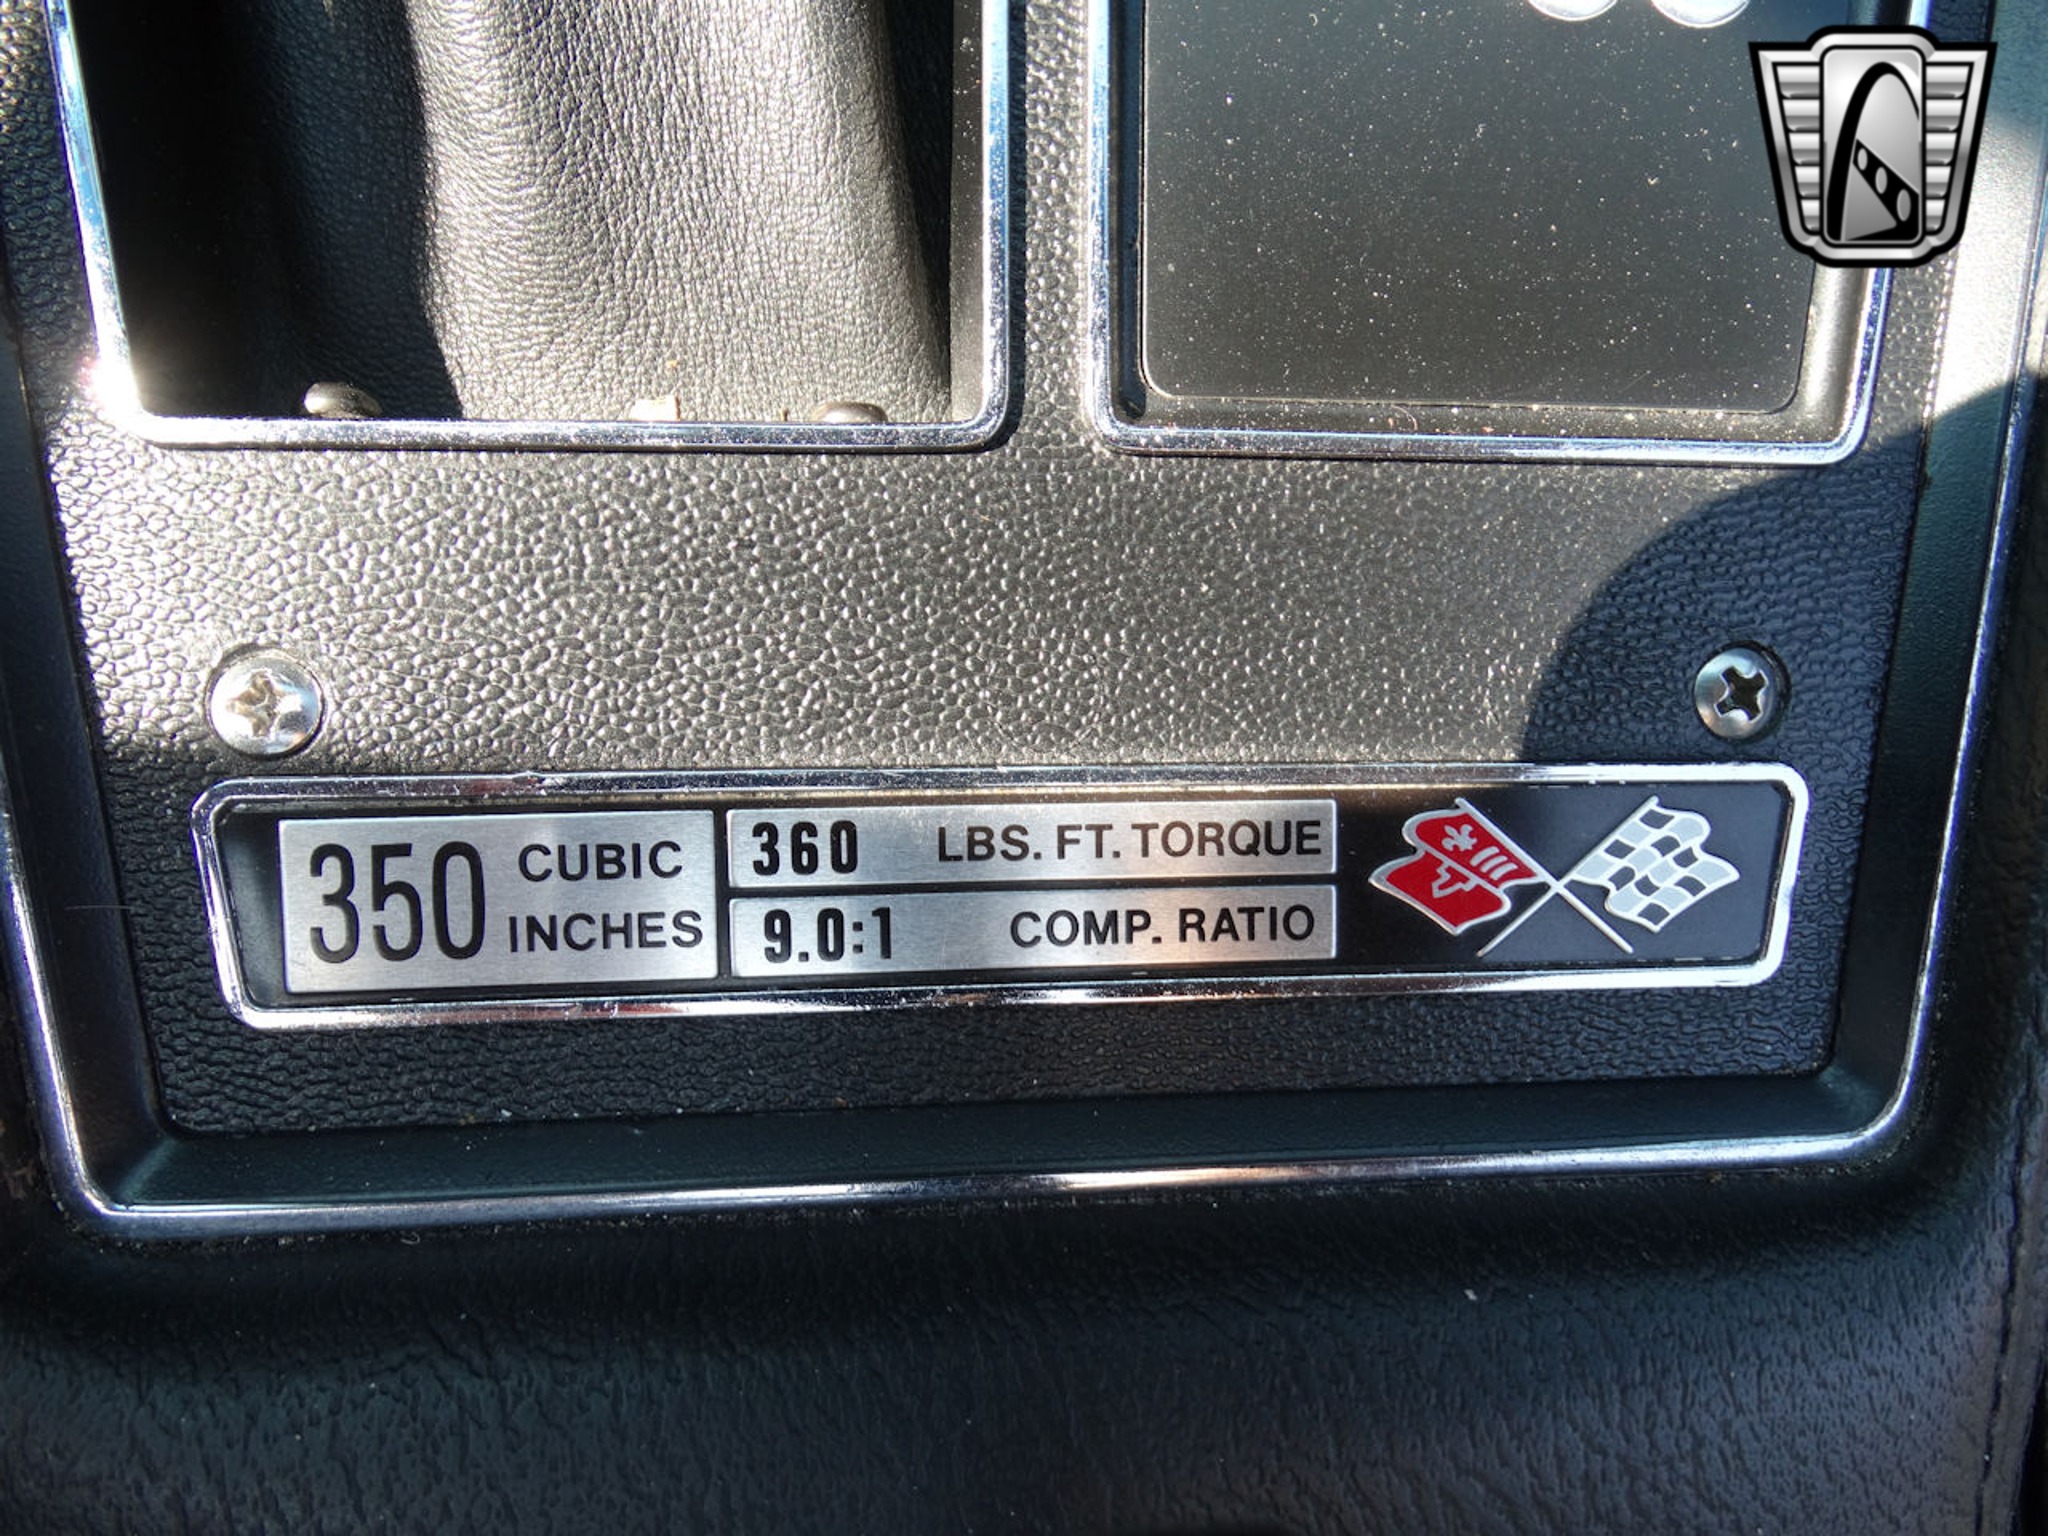 350 CUBIC INCHES
360 LBS. FT. TORQUE
9.0:1 COMP. RATIO